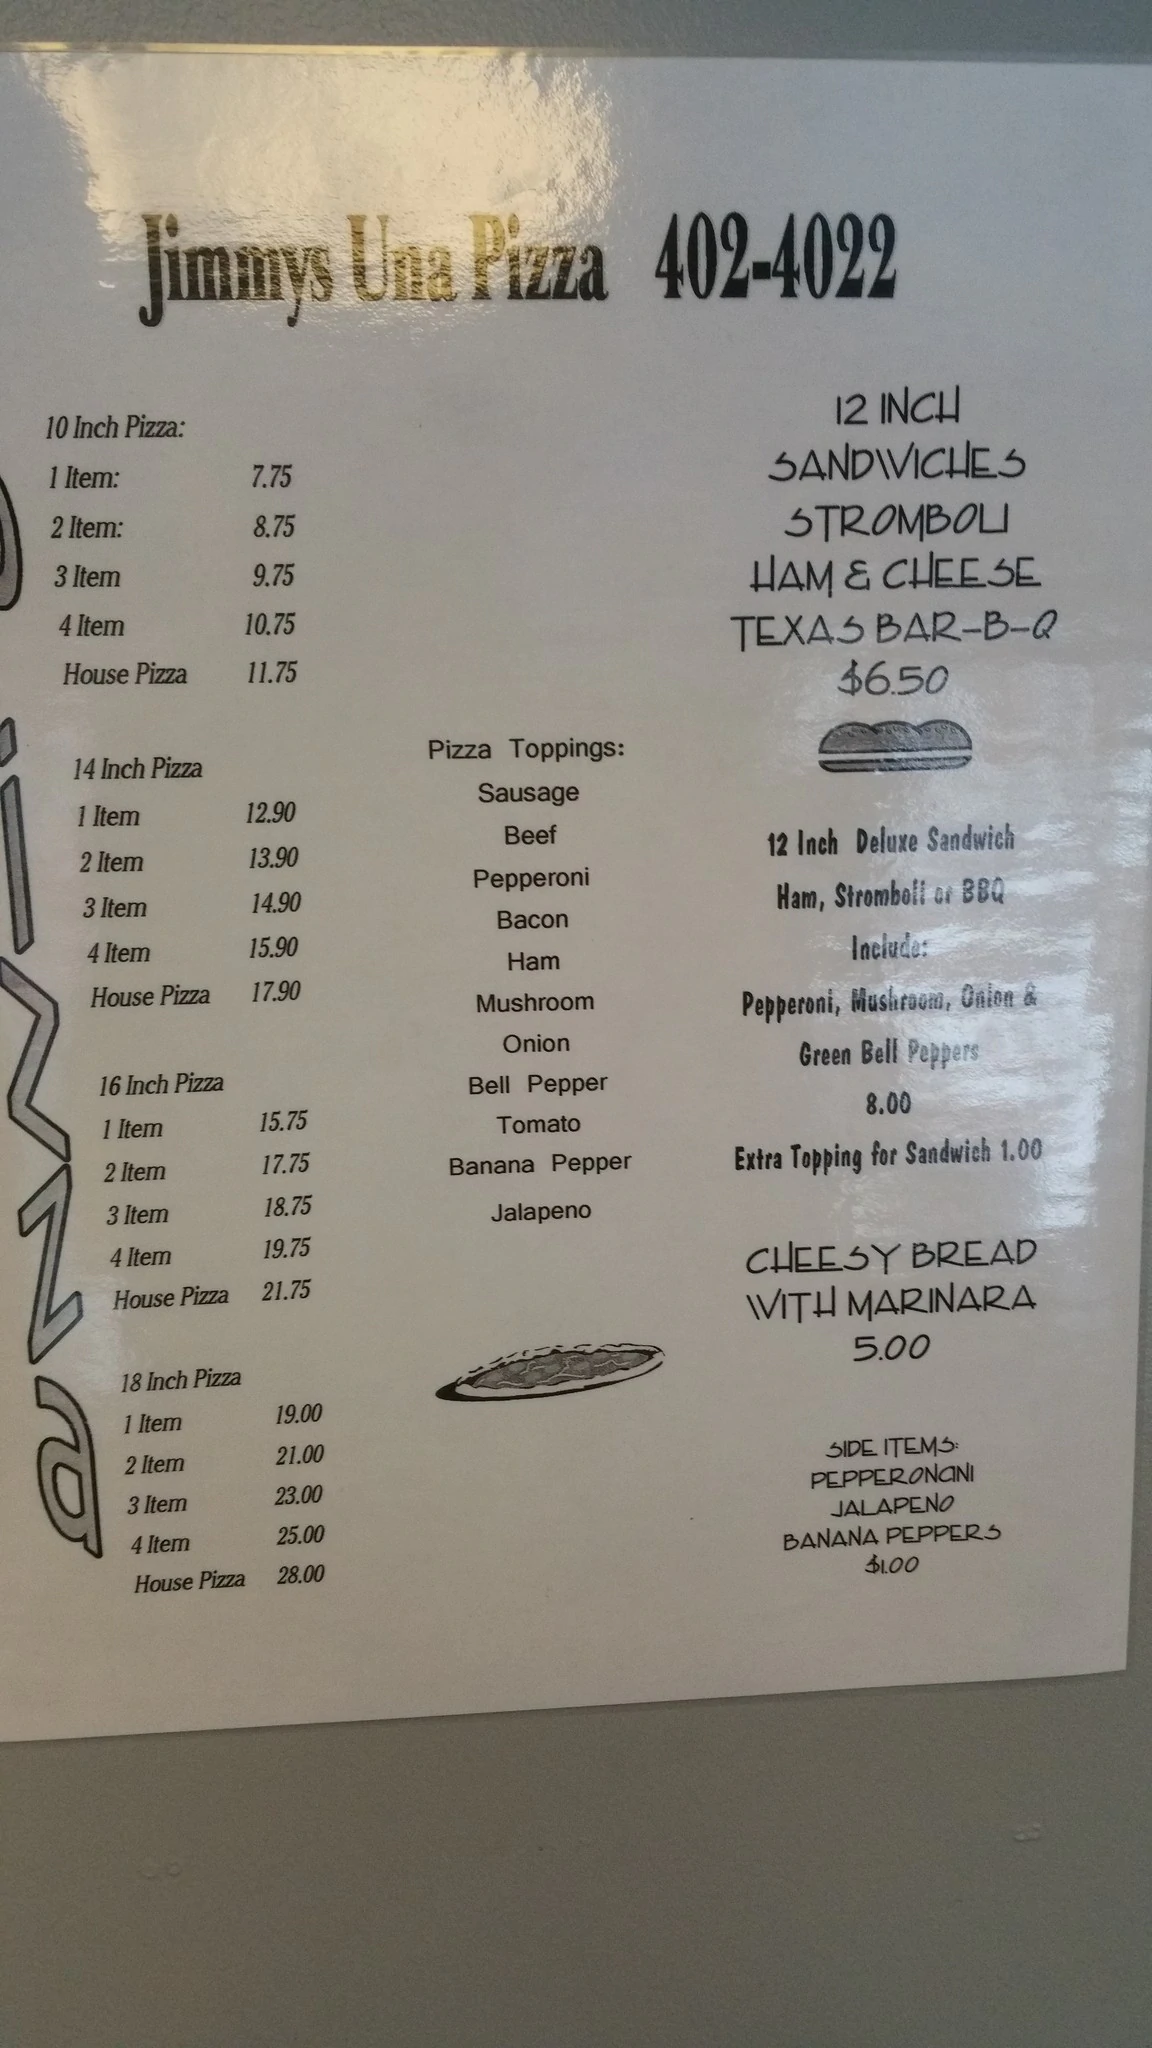 Jimmys Una Pizza 402-4022
10 Inch Pizza:
1 Item: 7.75
2 Item: 8.75
3 Item 9.75
4 Item 10.75
House Pizza 11.75
14 Inch Pizza
1 Item 12.90
2 Item 13.90
3 Item 14.90
4 Item 15.90
House Pizza 17.90
16 Inch Pizza
1 Item 15.75
2 Item 17.75
3 Item 18.75
4 Item 19.75
House Pizza 21.75
18 Inch Pizza
1 Item 19.00
2 Item 21.00
3 Item 23.00
4 Item 25.00
House Pizza 28.00
Pizza Toppings:
Sausage
Beef
Pepperoni
Bacon
Ham
Mushroom
Onion
Bell Pepper
Tomato
Banana Pepper
Jalapeno
12 INCH
SANDWICHES
STROMBOLI
HAM & CHEESE
TEXAS BAR-B-Q
$6.50
12 Inch Deluxe Sandwich
Ham, Stromboli or BBQ
Include:
Pepperoni, Mushroom, Onion &
Green Bell Peppers
8.00
Extra Topping for Sandwich 1.00
CHEESY BREAD
WITH MARINARA
5.00
SIDE ITEMS:
PEPPERONCINI
JALAPENO
BANANA PEPPERS
$1.00